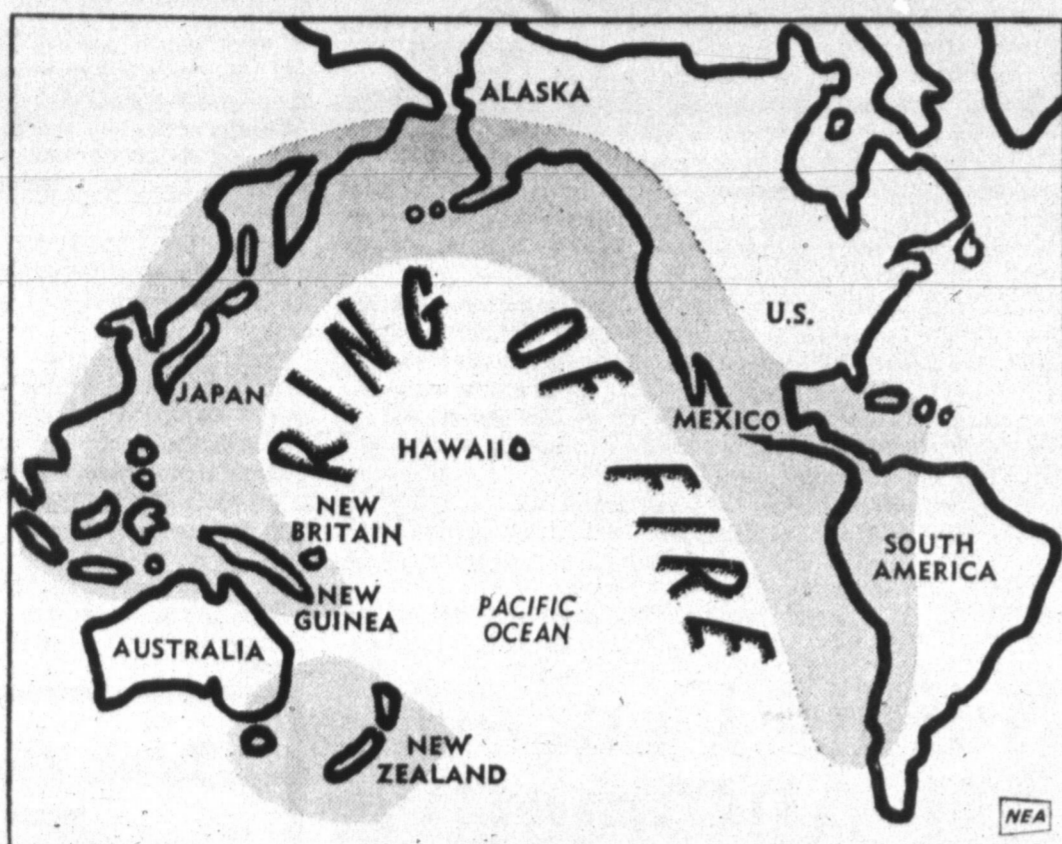 ALASKA
RING OF FIRE
U.S.
JAPAN
MEXICO
HAWAII
NEW
BRITAIN
NEW
GUINEA
SOUTH
AMERICA
PACIFIC
OCEAN
AUSTRALIA
NEW
ZEALAND
NEA